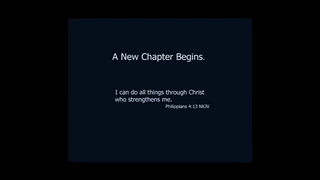 A New Chapter Begins.
I can do all things through Christ
who strengthens me.
Philippians 4:13 NKJV